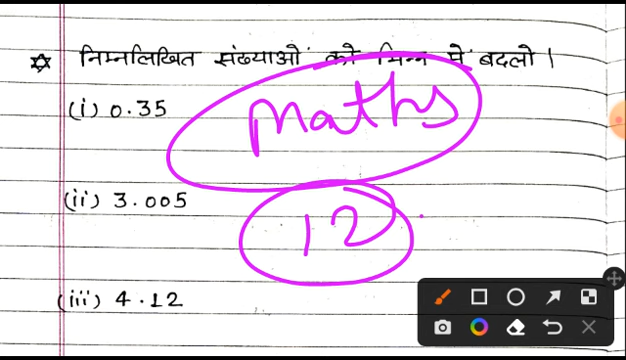 ☆ निम्नलिखित संख्याओं को भिन्न में बदलो।
(i) 0.35
Maths
(ii) 3.005
12
(iii) 4.12